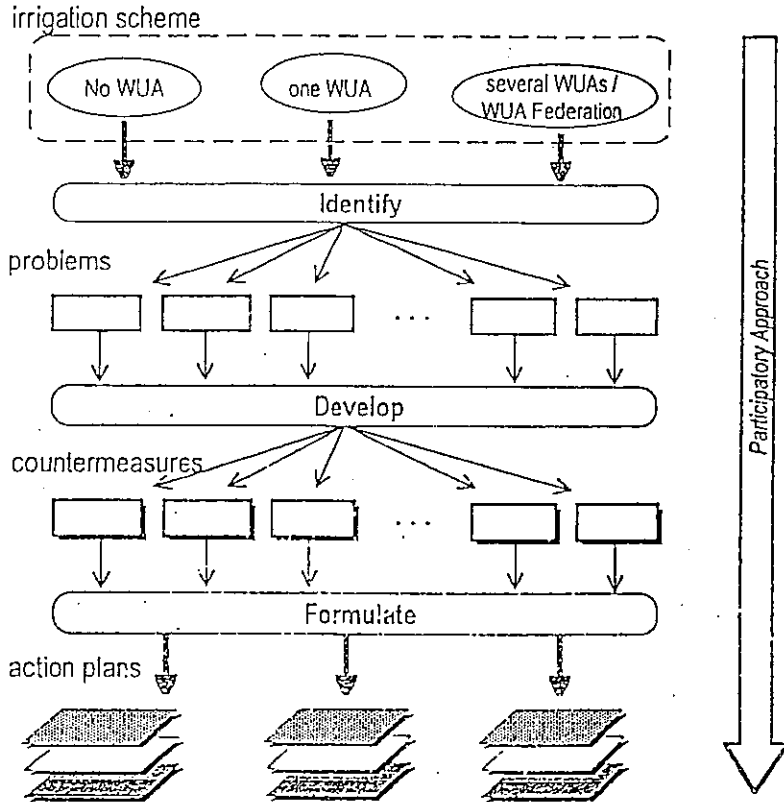 irrigation scheme
No WUA
one WUA
several WUAs /
WUA Federation
Identify
problems
. . .
Develop
countermeasures
. . .
Formulate
action plans
Participatory Approach